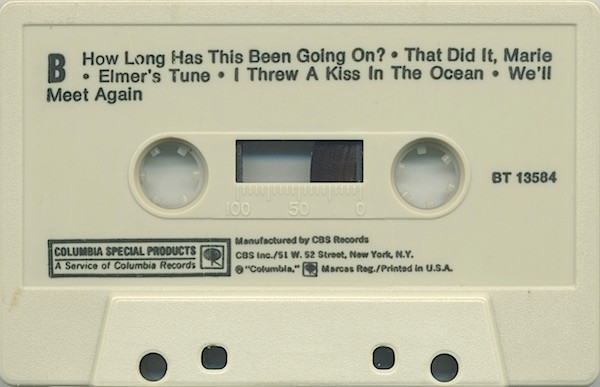 B How Long Has This Been Going On? • That Did It, Marie
• Elmer's Tune • I Threw A Kiss In The Ocean • We'll
Meet Again
BT 13584
100 50 0
COLUMBIA SPECIAL PRODUCTS
A Service of Columbia Records
Manufactured by CBS Records
CBS Inc./51 W. 52 Street, New York, N.Y.
® "Columbia," Marcas Reg./Printed in U.S.A.